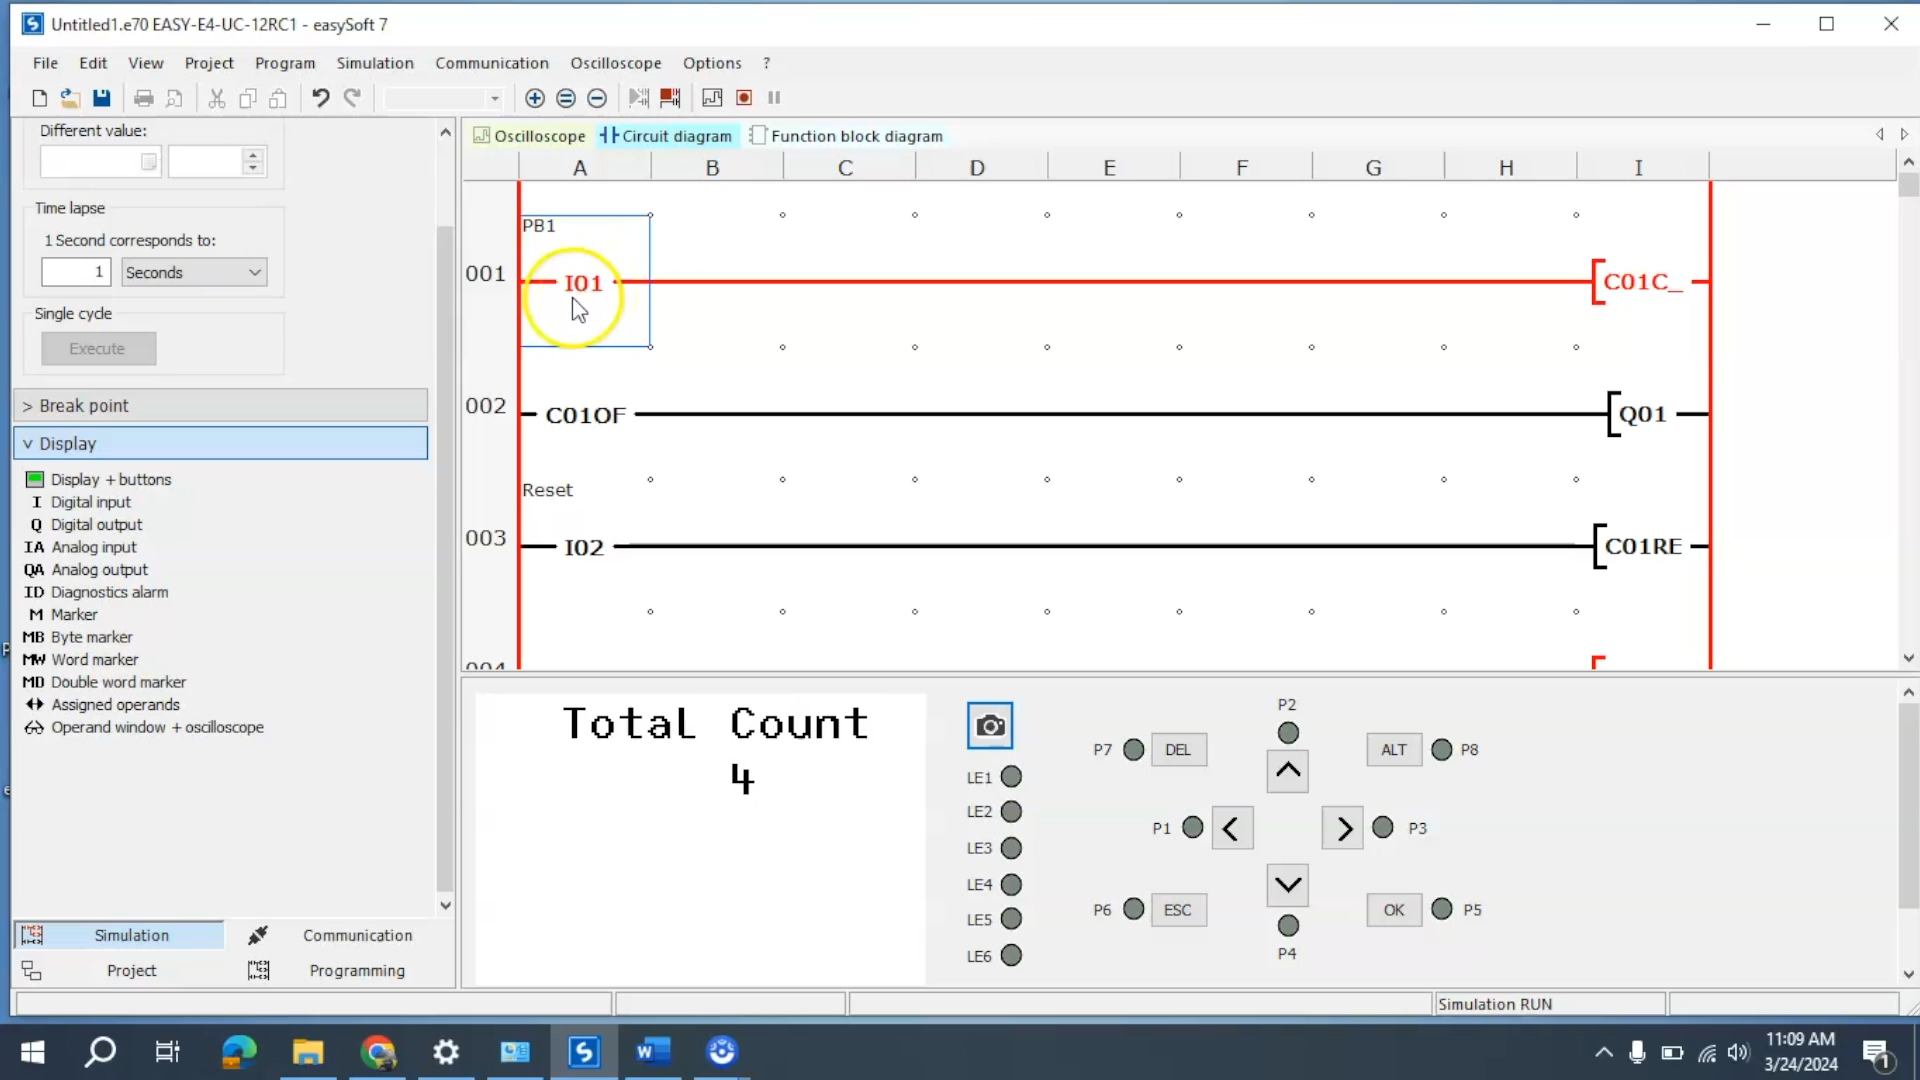 Untitled1.e70 EASY-E4-UC-12RC1 - easySoft 7
File Edit View Project Program Simulation Communication Oscilloscope Options ?
Different value:
Time lapse
1 Second corresponds to:
1 Seconds
Single cycle
Execute
> Break point
v Display
Display + buttons
I Digital input
Q Digital output
IA Analog input
QA Analog output
ID Diagnostics alarm
M Marker
MB Byte marker
MW Word marker
MD Double word marker
Assigned operands
Operand window + oscilloscope
Simulation Communication
Project Programming
Oscilloscope Circuit diagram Function block diagram
A B C D E F G H I
PB1
001 I01 C01C_
002 C01OF Q01
Reset
003 I02 C01RE
004
Total Count
4
LE1
LE2
LE3
LE4
LE5
LE6
P2
P7 DEL ALT P8
P1 < > P3
P6 ESC OK P5
P4
Simulation RUN
11:09 AM
3/24/2024
1